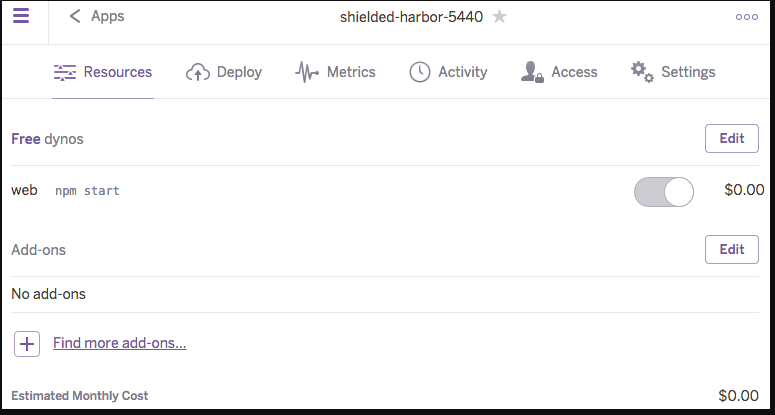 Apps
shielded-harbor-5440
Resources Deploy Metrics Activity Access Settings
Free dynos Edit
web npm start $0.00
Add-ons Edit
No add-ons
Find more add-ons...
Estimated Monthly Cost $0.00